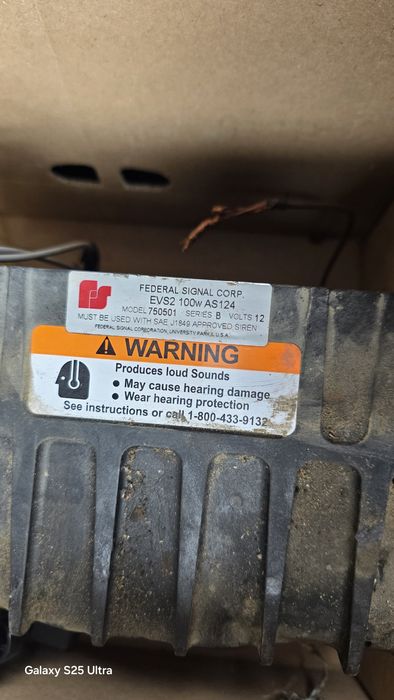 FEDERAL SIGNAL CORP.
EVS2 100w AS124
MODEL 750501 SERIES B VOLTS 12
MUST BE USED WITH SAE J1849 APPROVED SIREN
FEDERAL SIGNAL CORPORATION, UNIVERSITY PARK, IL U.S.A.
WARNING
Produces loud Sounds
• May cause hearing damage
• Wear hearing protection
See instructions or call 1-800-433-9132
Galaxy S25 Ultra